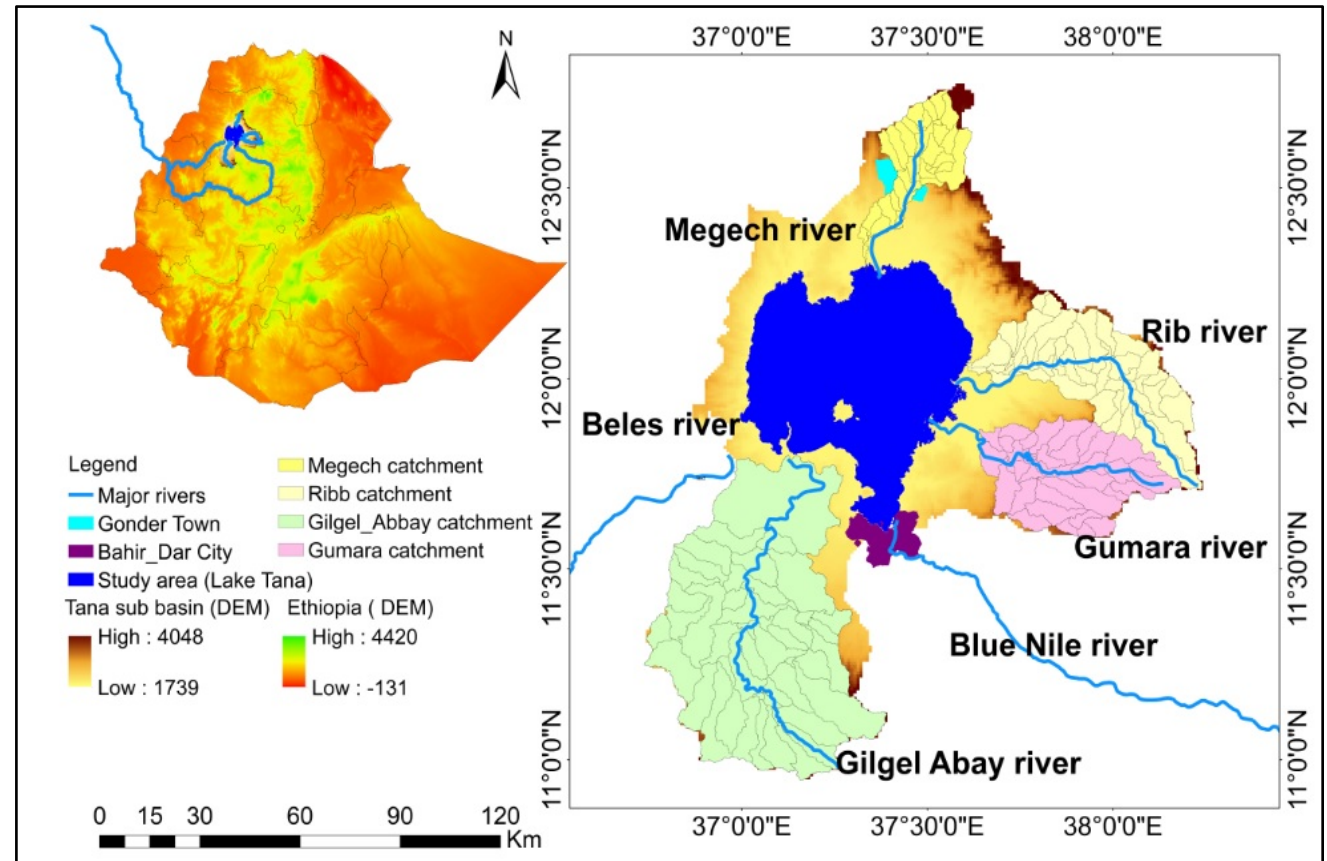 N
37°0'0"E
37°30'0"E
38°0'0"E
12°30'0"N
12°0'0"N
11°30'0"N
11°0'0"N
12°30'0"N
12°0'0"N
11°30'0"N
11°0'0"N
Megech river
Rib river
Beles river
Gumara river
Blue Nile river
Gilgel Abay river
37°0'0"E
37°30'0"E
38°0'0"E
Legend
Major rivers
Gonder Town
Bahir_Dar City
Study area (Lake Tana)
Megech catchment
Ribb catchment
Gilgel_Abbay catchment
Gumara catchment
Tana sub basin (DEM)
High : 4048
Low : 1739
Ethiopia ( DEM)
High : 4420
Low : -131
0 15 30 60 90 120
Km